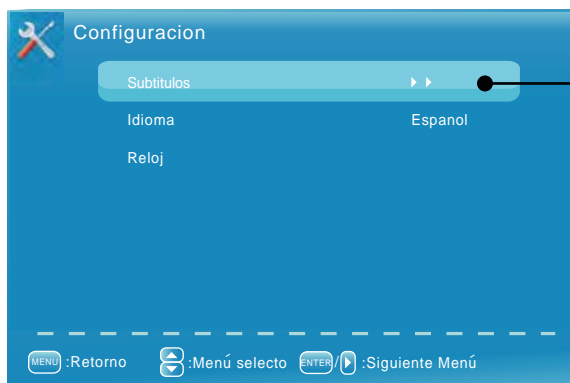 Configuracion
Subtitulos
Idioma Espanol
Reloj
MENU :Retorno :Menú selecto ENTER / :Siguiente Menú